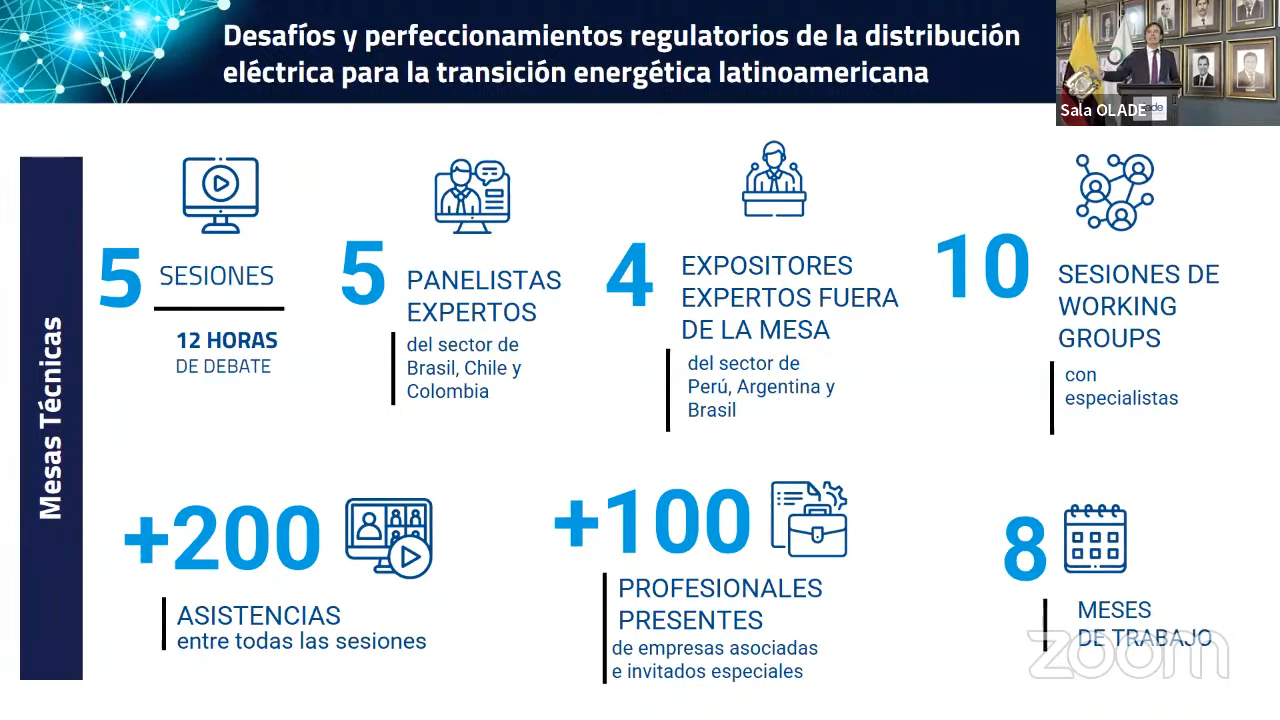 Desafíos y perfeccionamientos regulatorios de la distribución
eléctrica para la transición energética latinoamericana
Sala OLADE
Mesas Técnicas
5
SESIONES
12 HORAS
DE DEBATE
5
PANELISTAS
EXPERTOS
del sector de
Brasil, Chile y
Colombia
4
EXPOSITORES
EXPERTOS FUERA
DE LA MESA
del sector de
Perú, Argentina y
Brasil
10
SESIONES DE
WORKING
GROUPS
con
especialistas
+200
ASISTENCIAS
entre todas las sesiones
+100
PROFESIONALES
PRESENTES
de empresas asociadas
e invitados especiales
8
MESES
DE TRABAJO
zoom